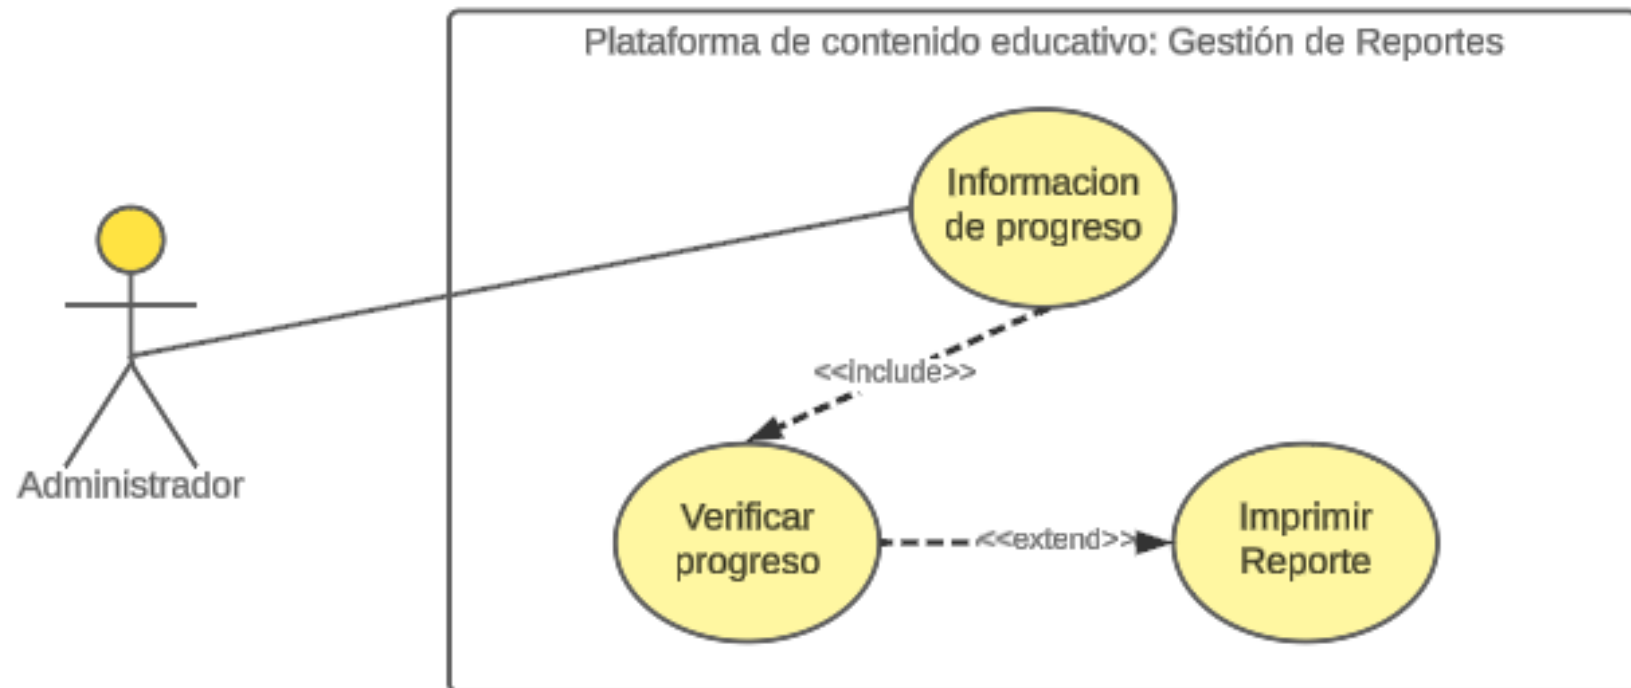 Plataforma de contenido educativo: Gestión de Reportes
Informacion
de progreso
<<include>>
Administrador
Verificar
progreso
<<extend>>
Imprimir
Reporte